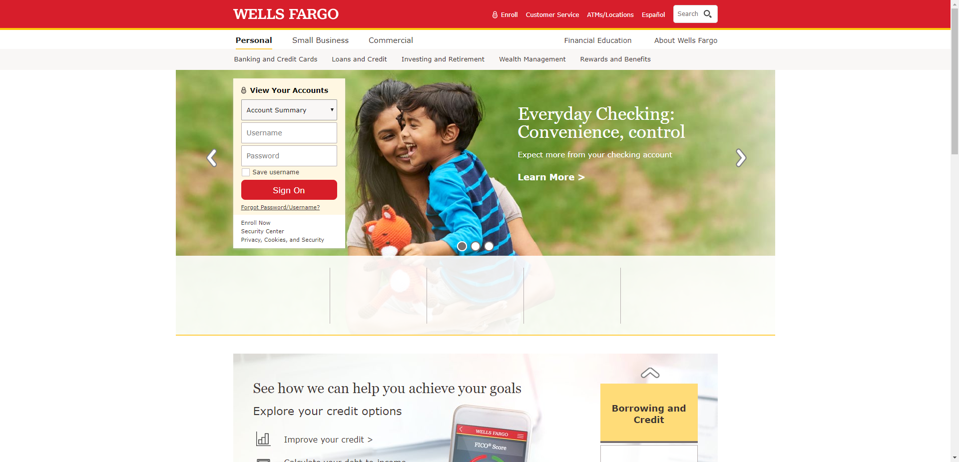 WELLS FARGO
Enroll Customer Service ATMs/Locations Español Search
Personal Small Business Commercial Financial Education About Wells Fargo
Banking and Credit Cards Loans and Credit Investing and Retirement Wealth Management Rewards and Benefits
View Your Accounts
Account Summary
Username
Password
Save username
Sign On
Forgot Password/Username?
Enroll Now
Security Center
Privacy, Cookies, and Security
Everyday Checking:
Convenience, control
Expect more from your checking account
Learn More >
See how we can help you achieve your goals
Explore your credit options
Improve your credit >
Calculate your debt-to-income
WELLS FARGO
FICO® Score
Borrowing and
Credit